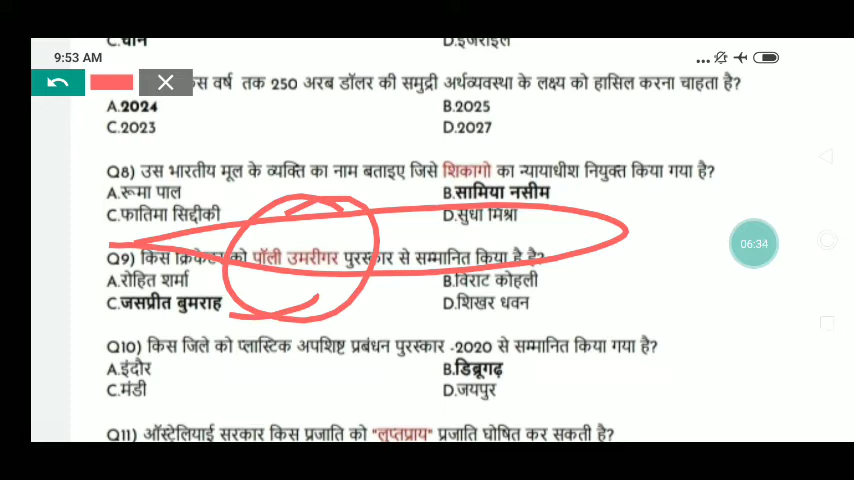 C.चीन D.इजराइल
9:53 AM
वर्ष तक 250 अरब डॉलर की समुद्री अर्थव्यवस्था के लक्ष्य को हासिल करना चाहता है?
A.2024 B.2025
C.2023 D.2027
Q8) उस भारतीय मूल के व्यक्ति का नाम बताइए जिसे शिकागो का न्यायाधीश नियुक्त किया गया है?
A.रूमा पाल B.सामिया नसीम
C.फातिमा सिद्दीकी D.सुधा मिश्रा
06:34
Q9) किस क्रिकेटर को पॉली उमरीगर पुरस्कार से सम्मानित किया है है?
A.रोहित शर्मा B.विराट कोहली
C.जसप्रीत बुमराह D.शिखर धवन
Q10) किस जिले को प्लास्टिक अपशिष्ट प्रबंधन पुरस्कार -2020 से सम्मानित किया गया है?
A.इंदौर B.डिब्रूगढ़
C.मंडी D.जयपुर
Q11) ऑस्ट्रेलियाई सरकार किस प्रजाति को "लुप्तप्राय" प्रजाति घोषित कर सकती है?